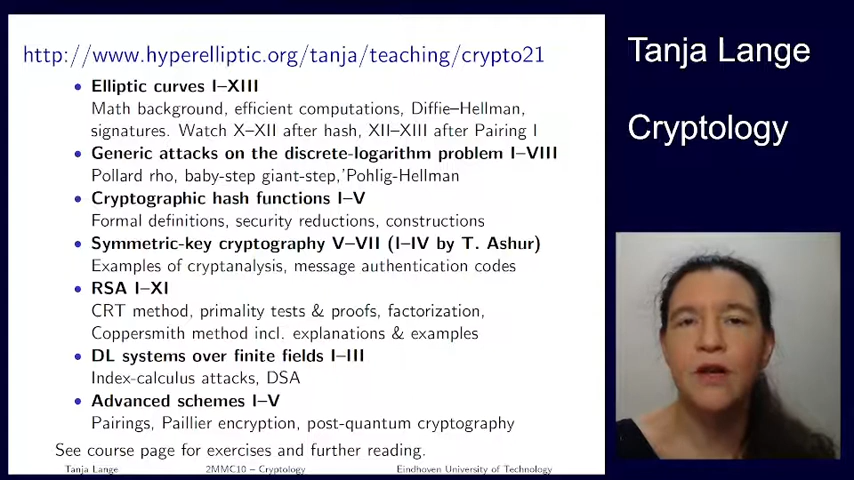 http://www.hyperelliptic.org/tanja/teaching/crypto21
• Elliptic curves I–XIII
Math background, efficient computations, Diffie–Hellman,
signatures. Watch X–XII after hash, XII–XIII after Pairing I
• Generic attacks on the discrete-logarithm problem I–VIII
Pollard rho, baby-step giant-step,'Pohlig-Hellman
• Cryptographic hash functions I–V
Formal definitions, security reductions, constructions
• Symmetric-key cryptography V–VII (I–IV by T. Ashur)
Examples of cryptanalysis, message authentication codes
• RSA I–XI
CRT method, primality tests & proofs, factorization,
Coppersmith method incl. explanations & examples
• DL systems over finite fields I–III
Index-calculus attacks, DSA
• Advanced schemes I–V
Pairings, Paillier encryption, post-quantum cryptography
See course page for exercises and further reading.
Tanja Lange 2MMC10 – Cryptology Eindhoven University of Technology
Tanja Lange
Cryptology